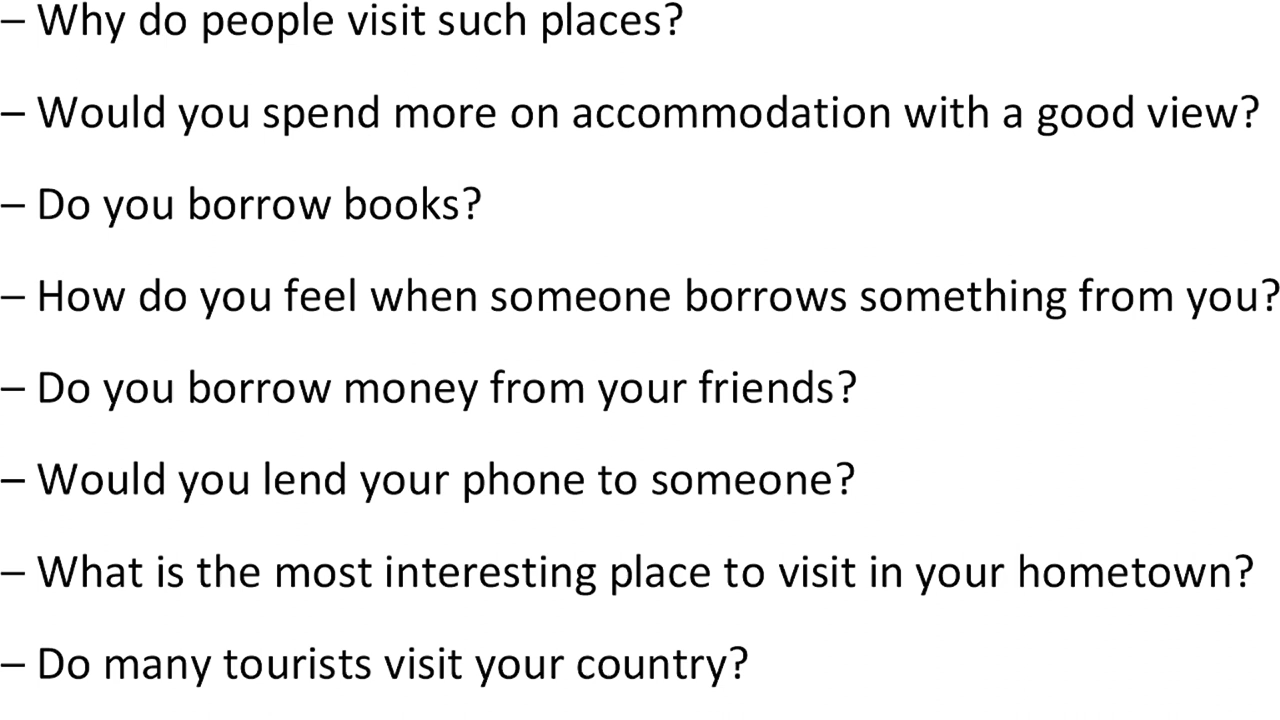 – Why do people visit such places?
– Would you spend more on accommodation with a good view?
– Do you borrow books?
– How do you feel when someone borrows something from you?
– Do you borrow money from your friends?
– Would you lend your phone to someone?
– What is the most interesting place to visit in your hometown?
– Do many tourists visit your country?